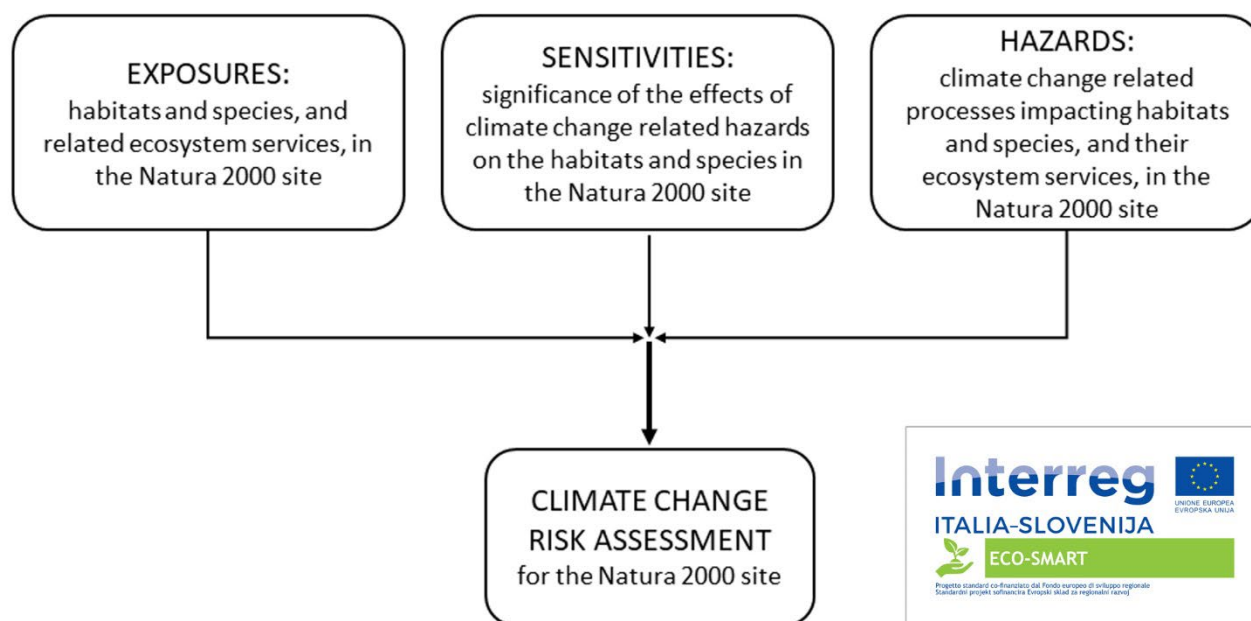 EXPOSURES:
habitats and species, and
related ecosystem services, in
the Natura 2000 site
SENSITIVITIES:
significance of the effects of
climate change related hazards
on the habitats and species in
the Natura 2000 site
HAZARDS:
climate change related
processes impacting habitats
and species, and their
ecosystem services, in the
Natura 2000 site
CLIMATE CHANGE
RISK ASSESSMENT
for the Natura 2000 site
Interreg
UNIONE EUROPEA
EVROPSKA UNIJA
ITALIA-SLOVENIJA
ECO-SMART
Progetto standard co-finanziato dal Fondo europeo di sviluppo regionale
Standardni projekt sofinancira Evropski sklad za regionalni razvoj